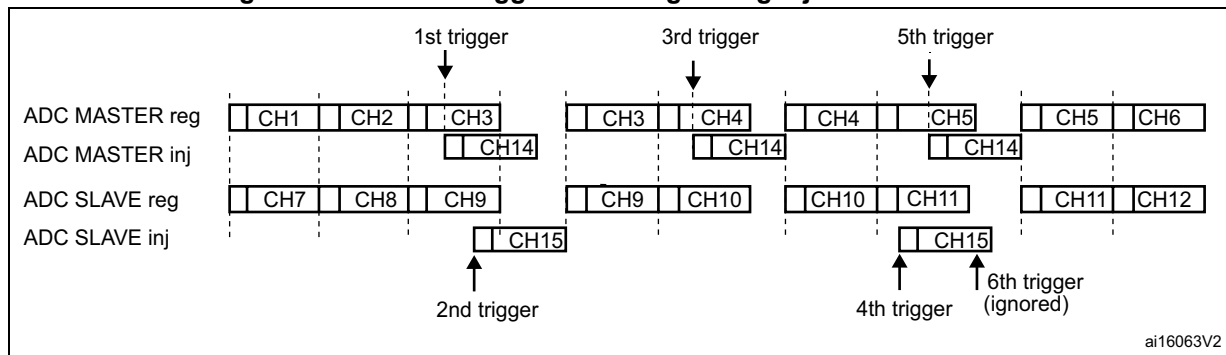 1st trigger 3rd trigger 5th trigger
ADC MASTER reg CH1 CH2 CH3 CH3 CH4 CH4 CH5 CH5 CH6
ADC MASTER inj CH14 CH14 CH14
ADC SLAVE reg CH7 CH8 CH9 CH9 CH10 CH10 CH11 CH11 CH12
ADC SLAVE inj CH15 CH15
2nd trigger 4th trigger 6th trigger
(ignored)
ai16063V2